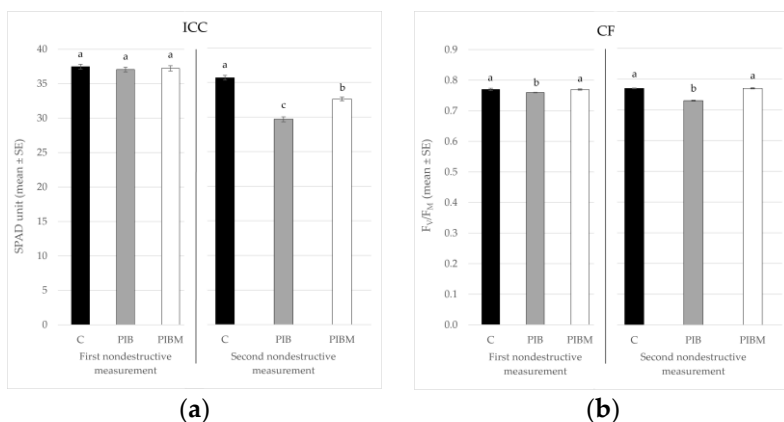 ICC
SPAD unit (mean ± SE)
40
35
30
25
20
15
10
5
0
a
a
a
a
c
b
C
PIB
PIBM
C
PIB
PIBM
First nondestructive
measurement
Second nondestructive
measurement
(a)
CF
F_V/F_M (mean ± SE)
0.9
0.8
0.7
0.6
0.5
0.4
0.3
0.2
0.1
0.0
a
b
a
a
b
a
C
PIB
PIBM
C
PIB
PIBM
First nondestructive
measurement
Second nondestructive
measurement
(b)